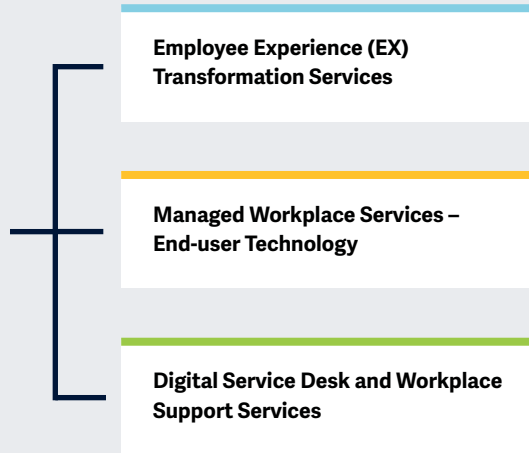 Employee Experience (EX)
Transformation Services
Managed Workplace Services –
End-user Technology
Digital Service Desk and Workplace
Support Services